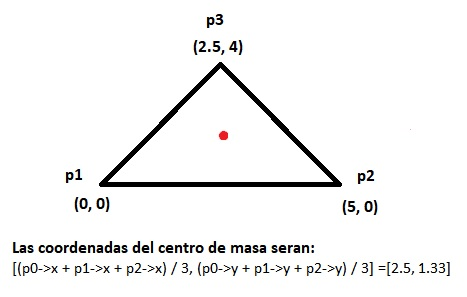 p3
(2.5, 4)
p1
p2
(0, 0)
(5, 0)
Las coordenadas del centro de masa seran:
[(p0->x + p1->x + p2->x) / 3, (p0->y + p1->y + p2->y) / 3] =[2.5, 1.33]